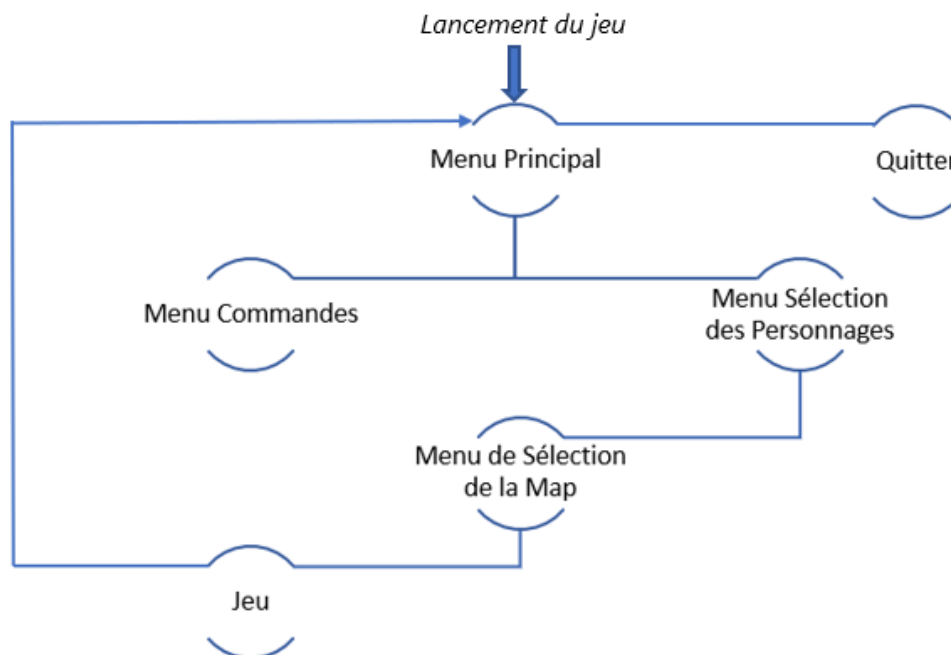 Lancement du jeu
Menu Principal
Quitter
Menu Commandes
Menu Sélection
des Personnages
Menu de Sélection
de la Map
Jeu